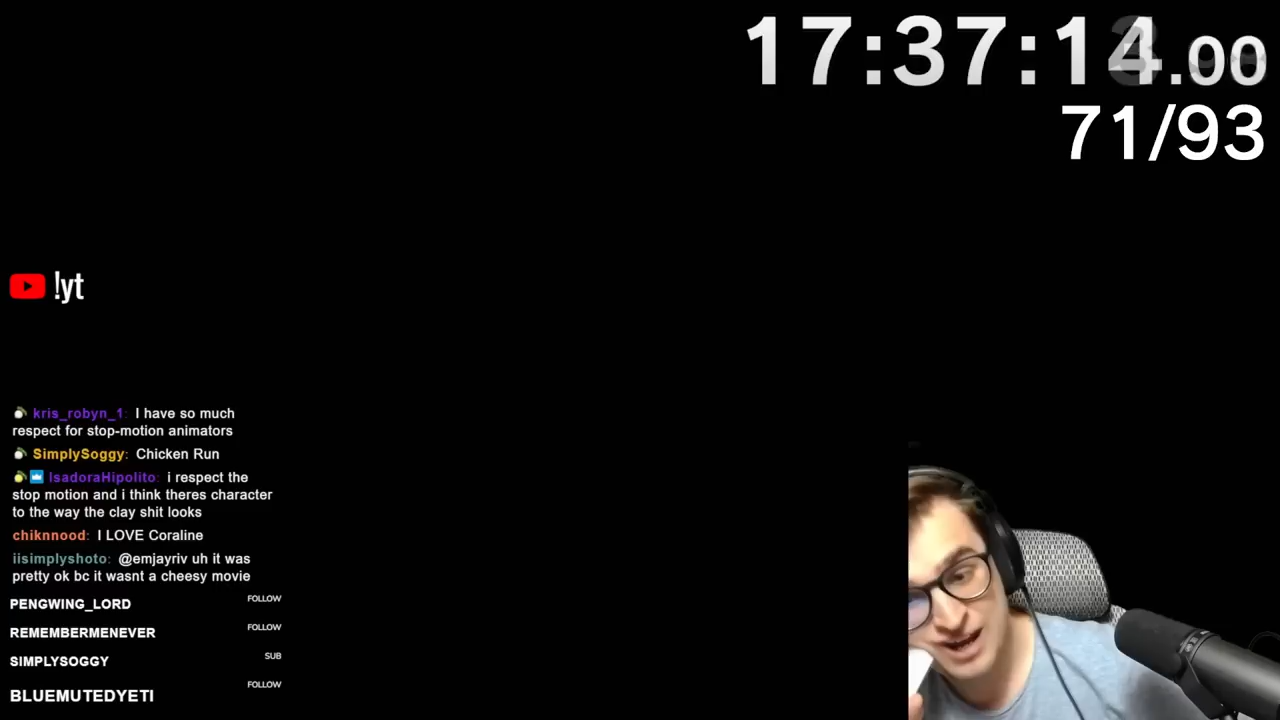 17:37:14.00
71/93
!yt
kris_robyn_1: I have so much
respect for stop-motion animators
SimplySoggy: Chicken Run
IsadoraHipolito: i respect the
stop motion and i think theres character
to the way the clay shit looks
chiknnood: I LOVE Coraline
iisimplyshoto: @emjayriv uh it was
pretty ok bc it wasnt a cheesy movie
PENGWING_LORD FOLLOW
REMEMBERMENEVER FOLLOW
SIMPLYSOGGY SUB
BLUEMUTEDYETI FOLLOW